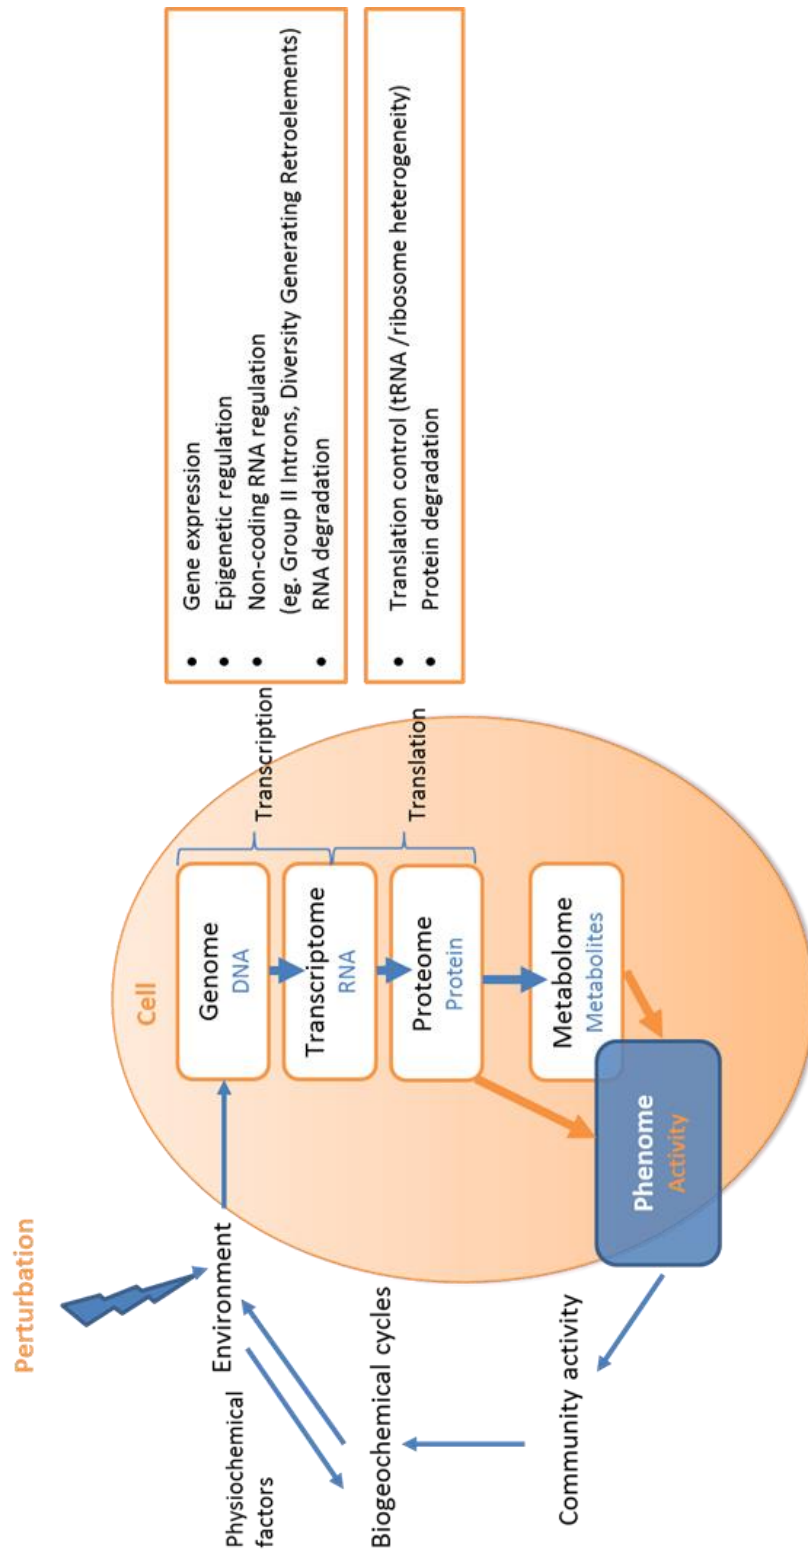 Perturbation
Physiochemical
factors
Environment
Biogeochemical cycles
Community activity
Cell
Genome
DNA
Transcriptome
RNA
Proteome
Protein
Metabolome
Metabolites
Phenome
Activity
Transcription
Translation
• Gene expression
• Epigenetic regulation
• Non-coding RNA regulation
(eg. Group II Introns, Diversity Generating Retroelements)
• RNA degradation
• Translation control (tRNA /ribosome heterogeneity)
• Protein degradation